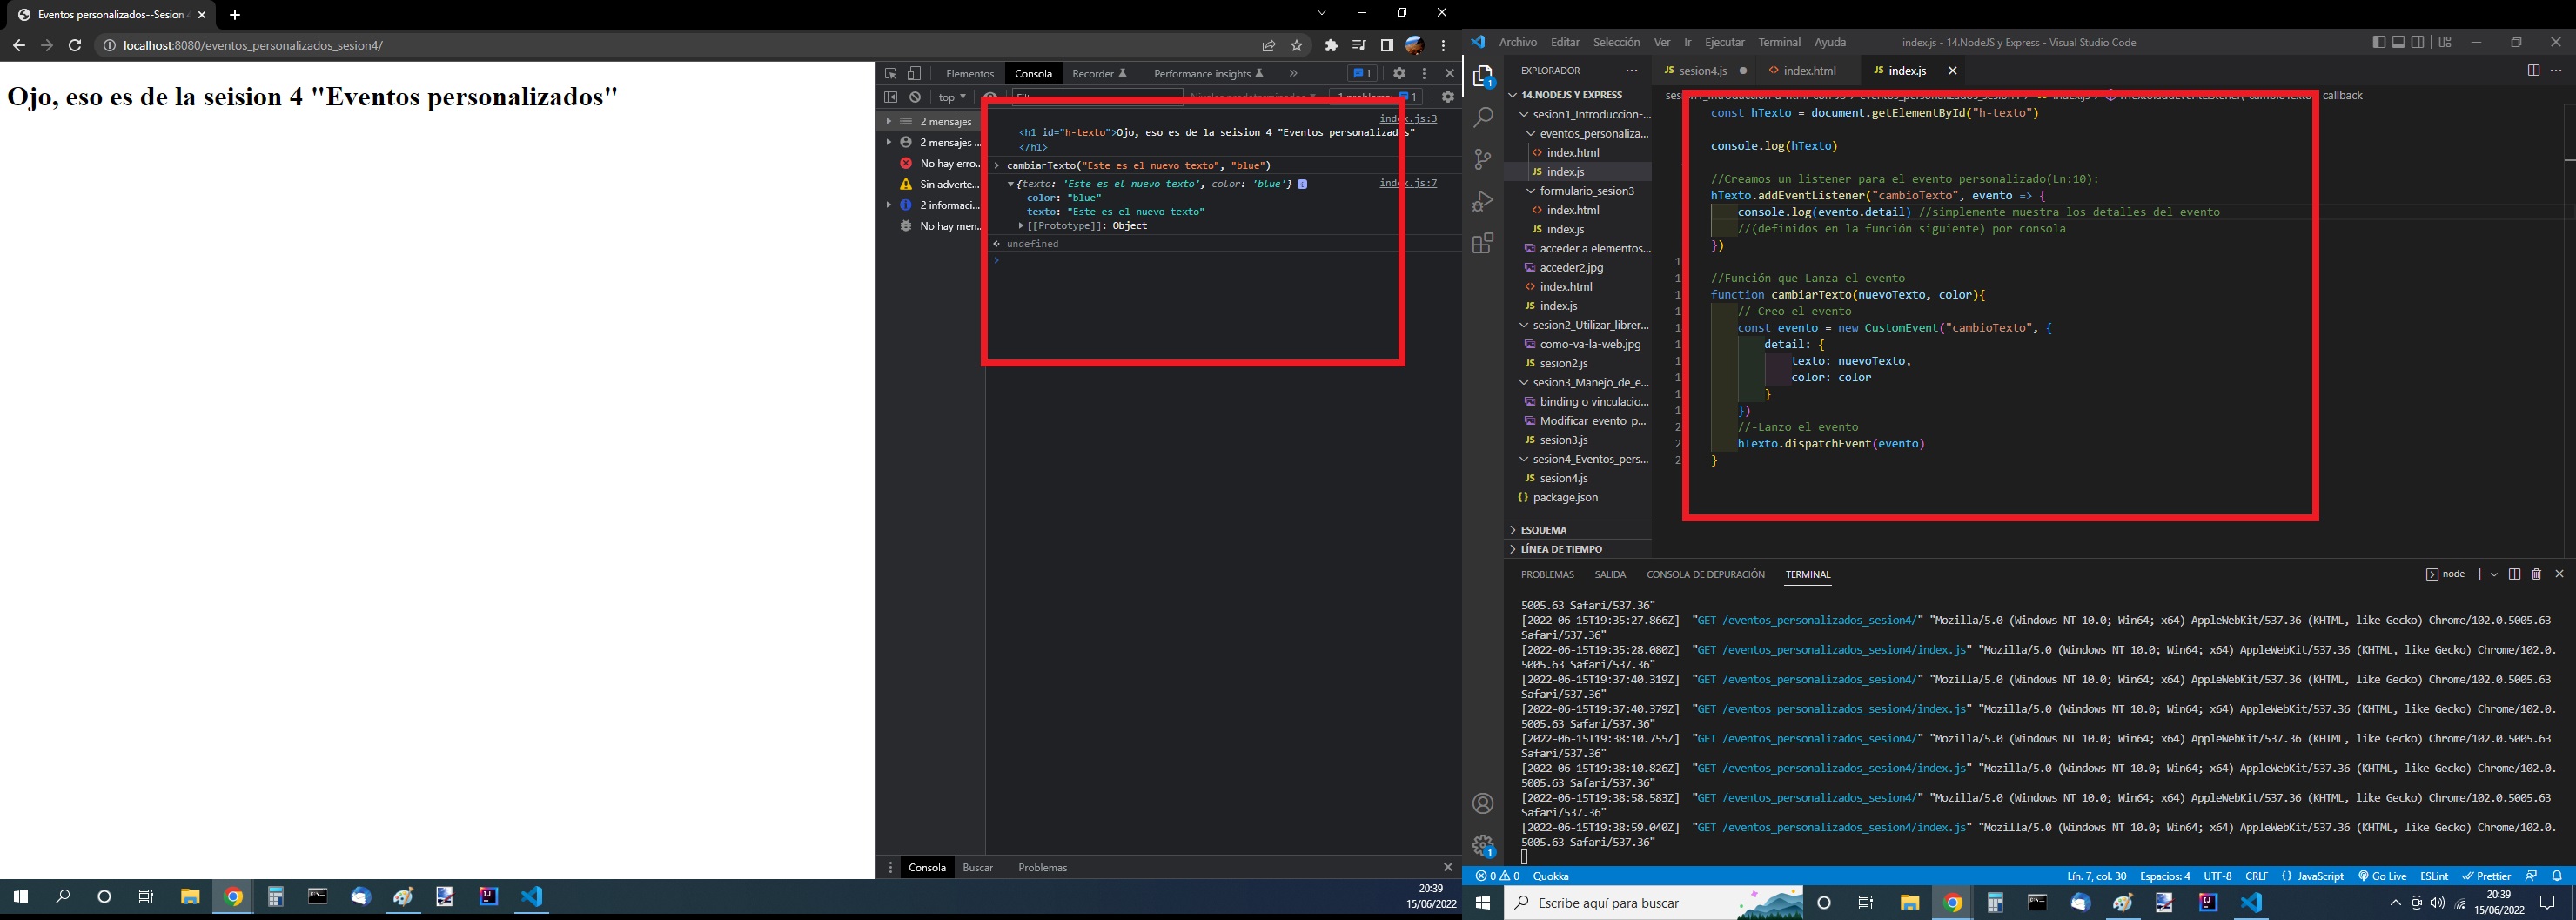 Eventos personalizados--Sesion 4
localhost:8080/eventos_personalizados_sesion4/
Ojo, eso es de la seision 4 "Eventos personalizados"
Elementos Consola Recorder Performance insights 1
top 1
2 mensajes
2 mensajes ...
No hay erro...
Sin adverte...
2 informaci...
No hay men...
index.js:3
<h1 id="h-texto">Ojo, eso es de la seision 4 "Eventos personalizados"
</h1>
cambiarTexto("Este es el nuevo texto", "blue")
index.js:7
{texto: 'Este es el nuevo texto', color: 'blue'}
color: "blue"
texto: "Este es el nuevo texto"
[[Prototype]]: Object
undefined
Consola Buscar Problemas
20:39
15/06/2022
Archivo Editar Selección Ver Ir Ejecutar Terminal Ayuda
index.js - 14.NodeJS y Express - Visual Studio Code
EXPLORADOR
sesion4.js index.html index.js
14.NODEJS Y EXPRESS
sesion1_Introduccion-...
eventos_personaliza...
index.html
index.js
formulario_sesion3
index.html
index.js
acceder a elementos...
acceder2.jpg
index.html
index.js
sesion2_Utilizar_librer...
como-va-la-web.jpg
sesion2.js
sesion3_Manejo_de_e...
binding o vinculacio...
Modificar_evento_p...
sesion3.js
sesion4_Eventos_pers...
sesion4.js
package.json
ESQUEMA
LÍNEA DE TIEMPO
callback
const hTexto = document.getElementById("h-texto")
console.log(hTexto)
//Creamos un listener para el evento personalizado(Ln:10):
hTexto.addEventListener("cambioTexto", evento => {
console.log(evento.detail) //simplemente muestra los detalles del evento
//(definidos en la función siguiente) por consola
})
//Función que Lanza el evento
function cambiarTexto(nuevoTexto, color){
//-Creo el evento
const evento = new CustomEvent("cambioTexto", {
detail: {
texto: nuevoTexto,
color: color
}
})
//-Lanzo el evento
hTexto.dispatchEvent(evento)
}
PROBLEMAS SALIDA CONSOLA DE DEPURACIÓN TERMINAL
node
5005.63 Safari/537.36"
[2022-06-15T19:35:27.866Z] "GET /eventos_personalizados_sesion4/" "Mozilla/5.0 (Windows NT 10.0; Win64; x64) AppleWebKit/537.36 (KHTML, like Gecko) Chrome/102.0.5005.63
Safari/537.36"
[2022-06-15T19:35:28.080Z] "GET /eventos_personalizados_sesion4/index.js" "Mozilla/5.0 (Windows NT 10.0; Win64; x64) AppleWebKit/537.36 (KHTML, like Gecko) Chrome/102.0.
5005.63 Safari/537.36"
[2022-06-15T19:37:40.319Z] "GET /eventos_personalizados_sesion4/" "Mozilla/5.0 (Windows NT 10.0; Win64; x64) AppleWebKit/537.36 (KHTML, like Gecko) Chrome/102.0.5005.63
Safari/537.36"
[2022-06-15T19:37:40.379Z] "GET /eventos_personalizados_sesion4/index.js" "Mozilla/5.0 (Windows NT 10.0; Win64; x64) AppleWebKit/537.36 (KHTML, like Gecko) Chrome/102.0.
5005.63 Safari/537.36"
[2022-06-15T19:38:10.755Z] "GET /eventos_personalizados_sesion4/" "Mozilla/5.0 (Windows NT 10.0; Win64; x64) AppleWebKit/537.36 (KHTML, like Gecko) Chrome/102.0.5005.63
Safari/537.36"
[2022-06-15T19:38:10.826Z] "GET /eventos_personalizados_sesion4/index.js" "Mozilla/5.0 (Windows NT 10.0; Win64; x64) AppleWebKit/537.36 (KHTML, like Gecko) Chrome/102.0.
5005.63 Safari/537.36"
[2022-06-15T19:38:58.583Z] "GET /eventos_personalizados_sesion4/" "Mozilla/5.0 (Windows NT 10.0; Win64; x64) AppleWebKit/537.36 (KHTML, like Gecko) Chrome/102.0.5005.63
Safari/537.36"
[2022-06-15T19:38:59.040Z] "GET /eventos_personalizados_sesion4/index.js" "Mozilla/5.0 (Windows NT 10.0; Win64; x64) AppleWebKit/537.36 (KHTML, like Gecko) Chrome/102.0.
5005.63 Safari/537.36"
0 0 Quokka
Lín. 7, col. 30 Espacios: 4 UTF-8 CRLF JavaScript Go Live ESLint Prettier
Escribe aquí para buscar
20:39
15/06/2022